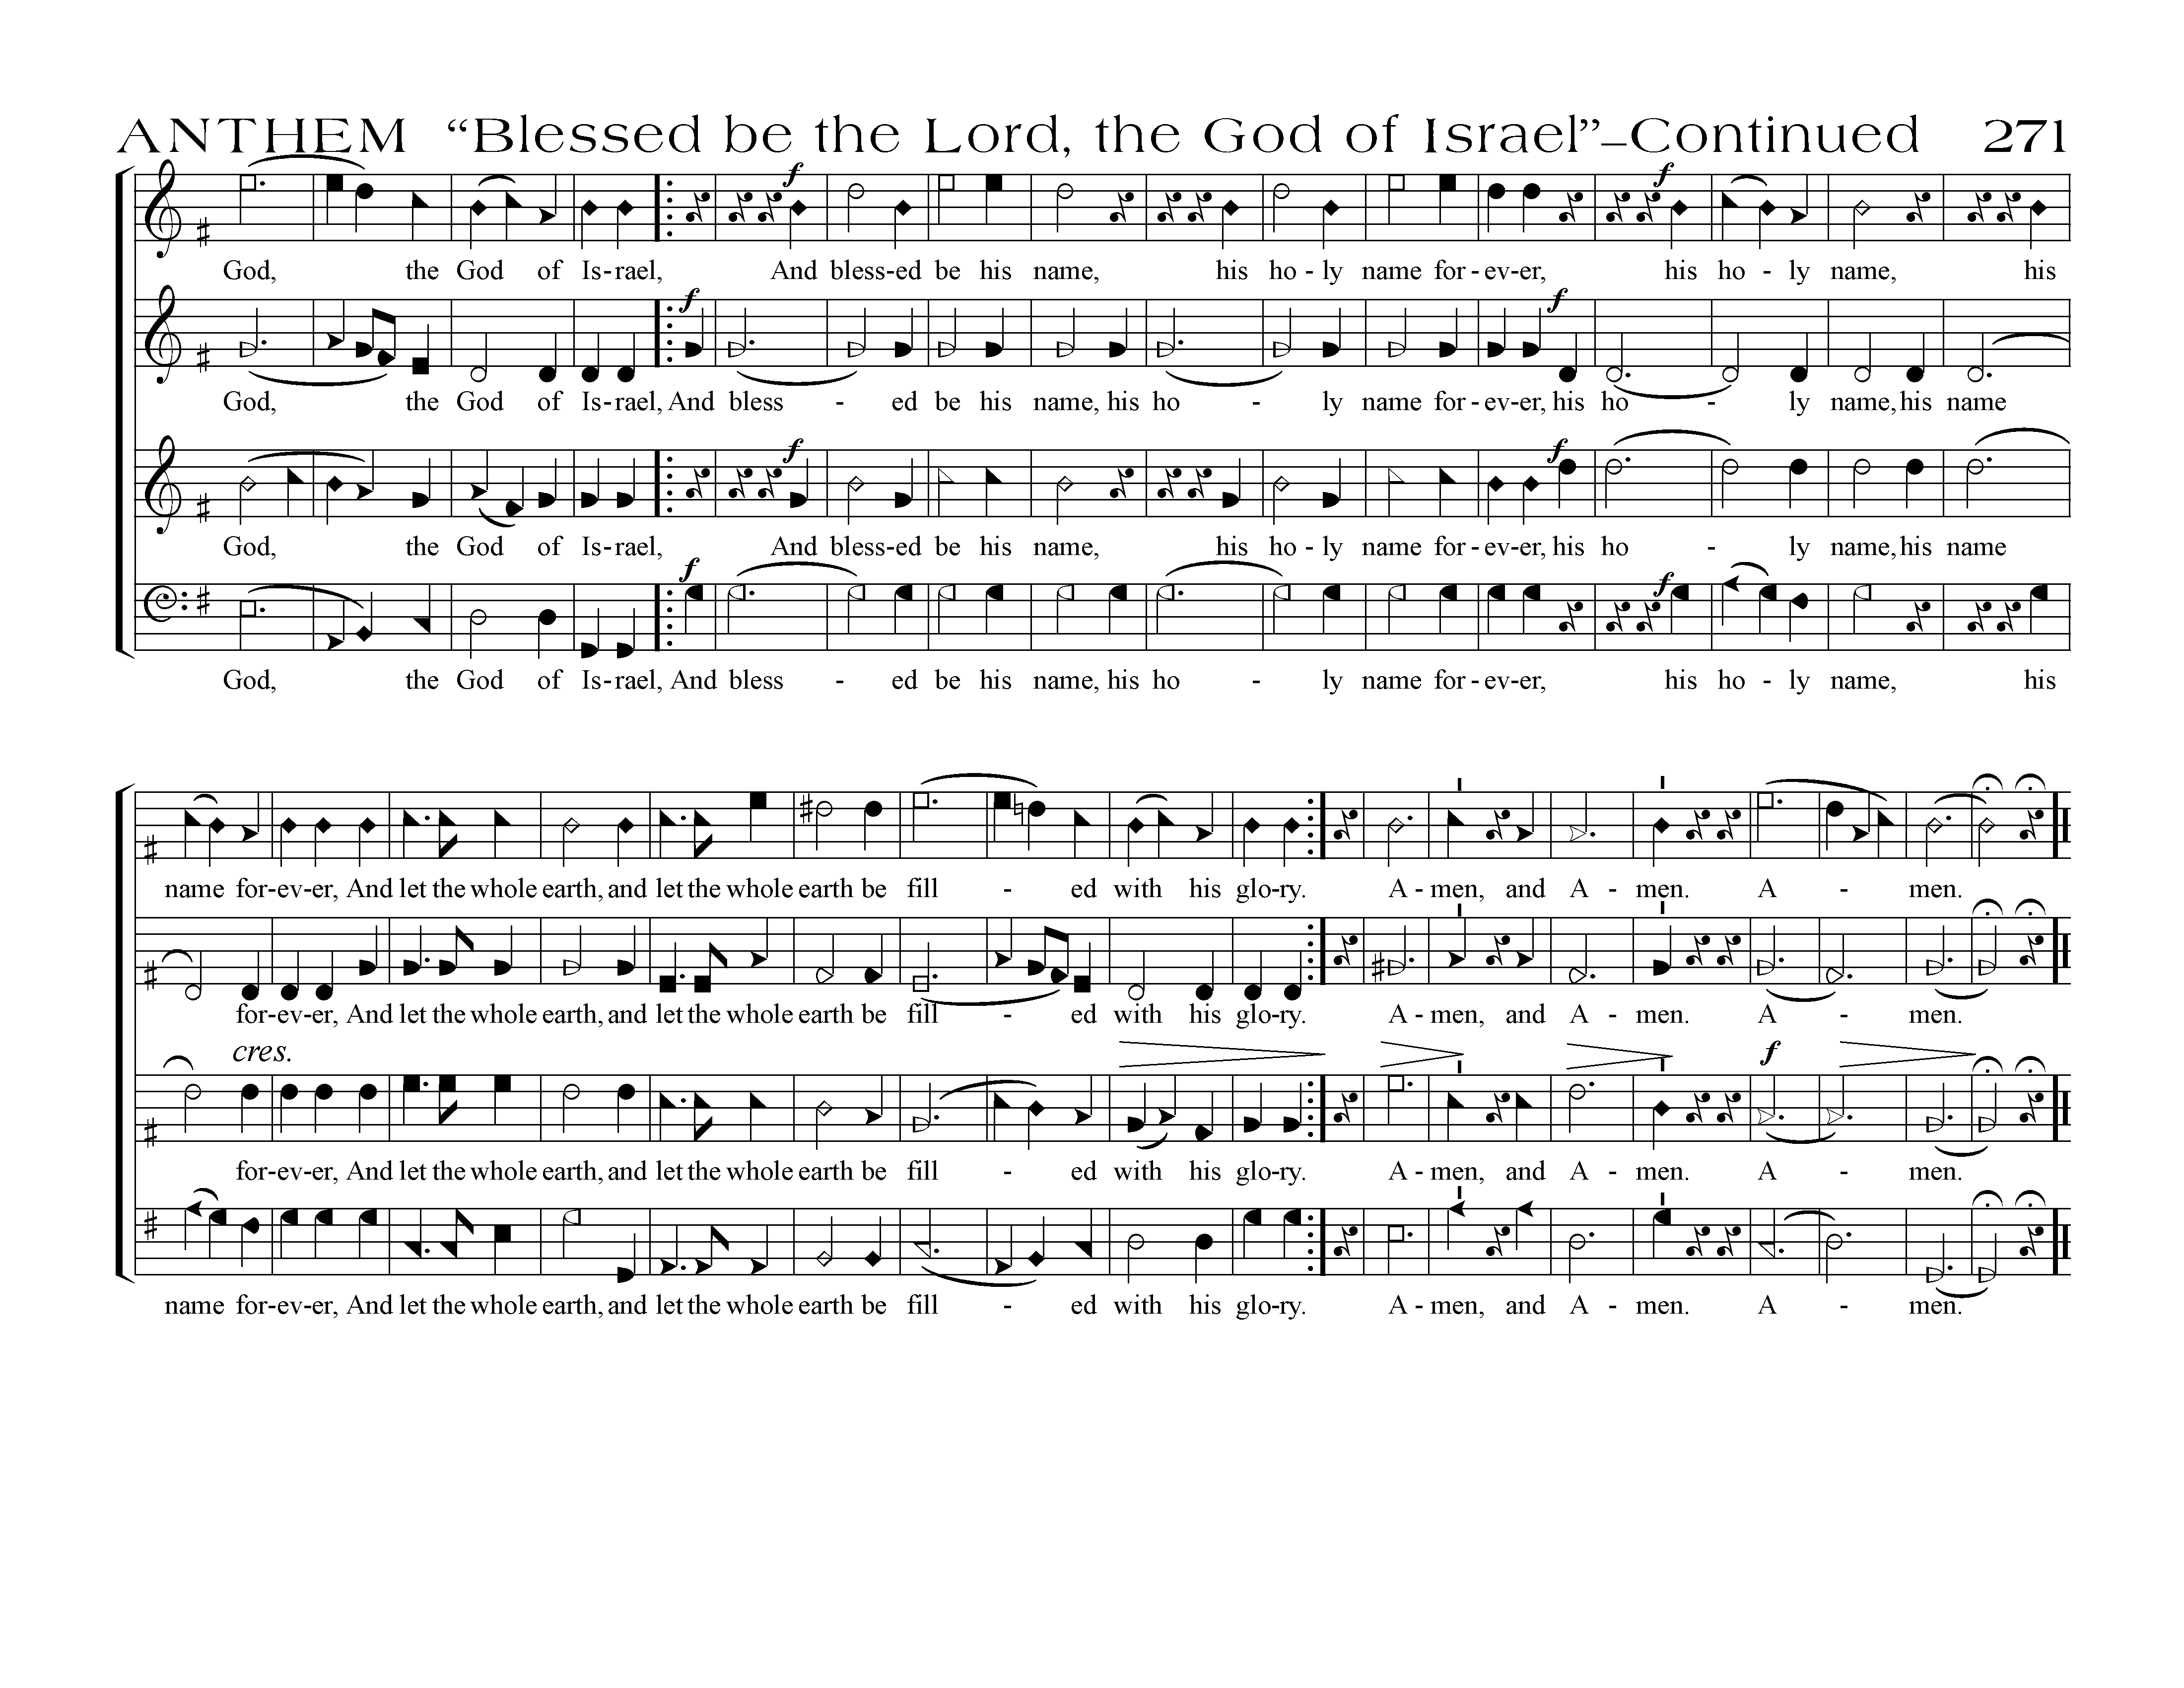 ANTHEM “Blessed be the Lord, the God of Israel”–Continued 271
f
God, the God of Is-rael, And bless-ed be his name, his ho - ly name for-ev-er, his ho - ly name, his
f
God, the God of Is-rael, And bless - ed be his name, his ho - ly name for-ev-er, his ho - ly name, his name
f
God, the God of Is-rael, And bless-ed be his name, his ho - ly name for-ev-er, his ho - ly name, his name
f
God, the God of Is-rael, And bless - ed be his name, his ho - ly name for-ev-er, his ho - ly name, his
name for-ev-er, And let the whole earth, and let the whole earth be fill - ed with his glo-ry. A - men, and A - men. A - men.
for-ev-er, And let the whole earth, and let the whole earth be fill - ed with his glo-ry. A - men, and A - men. A - men.
cres. f
for-ev-er, And let the whole earth, and let the whole earth be fill - ed with his glo-ry. A - men, and A - men. A - men.
name for-ev-er, And let the whole earth, and let the whole earth be fill - ed with his glo-ry. A - men, and A - men. A - men.